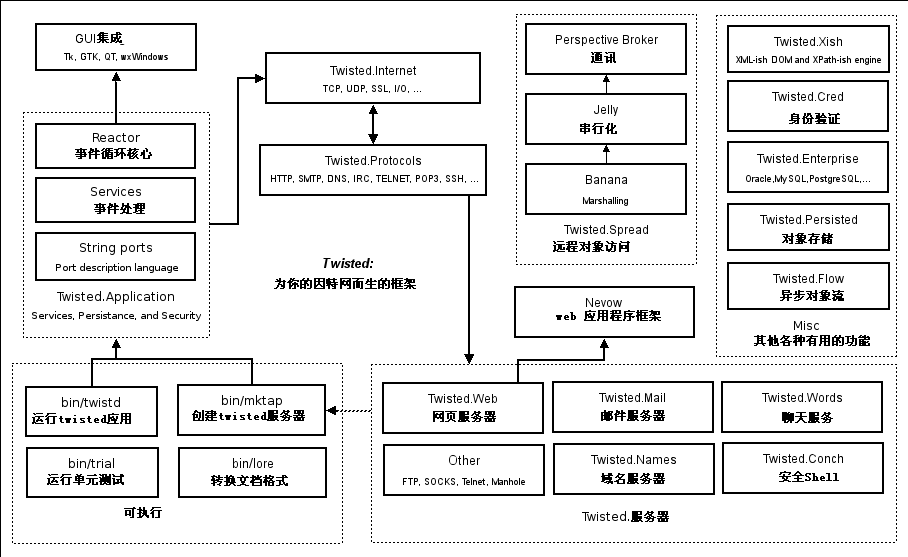 GUI集成
Tk, GTK, QT, wxWindows
Reactor
事件循环核心
Services
事件处理
String ports
Port description language
Twisted.Application
Services, Persistance, and Security
Twisted.Internet
TCP, UDP, SSL, I/O, ...
Twisted.Protocols
HTTP, SMTP, DNS, IRC, TELNET, POP3, SSH, ...
Twisted:
为你的因特网而生的框架
Perspective Broker
通讯
Jelly
串行化
Banana
Marshalling
Twisted.Spread
远程对象访问
Twisted.Xish
XML-ish DOM and XPath-ish engine
Twisted.Cred
身份验证
Twisted.Enterprise
Oracle,MySQL,PostgreSQL,...
Twisted.Persisted
对象存储
Twisted.Flow
异步对象流
Misc
其他各种有用的功能
Nevow
web 应用程序框架
bin/twistd
运行twisted应用
bin/mktap
创建twisted服务器
bin/trial
运行单元测试
bin/lore
转换文档格式
可执行
Twisted.Web
网页服务器
Twisted.Mail
邮件服务器
Twisted.Words
聊天服务
Other
FTP, SOCKS, Telnet, Manhole
Twisted.Names
域名服务器
Twisted.Conch
安全Shell
Twisted.服务器